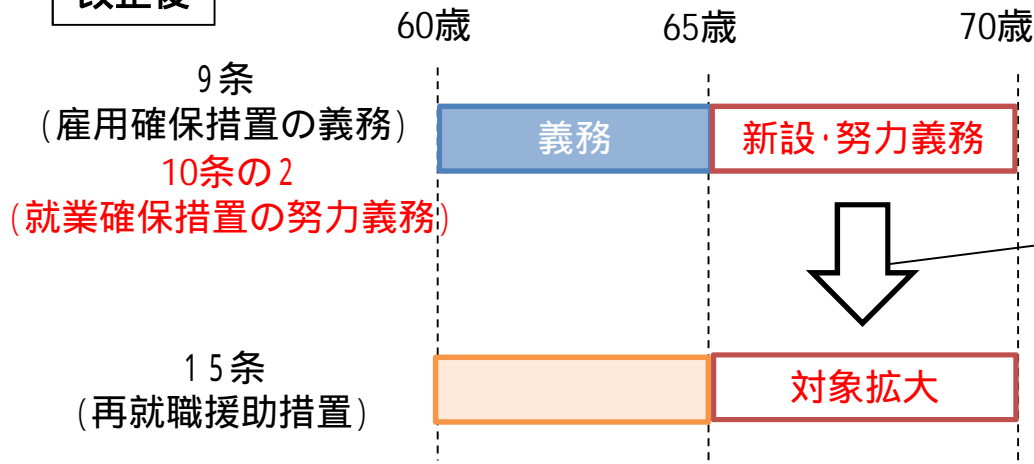 改正後
60歳 65歳 70歳
9条
(雇用確保措置の義務)
10条の2
(就業確保措置の努力義務)
義務 新設・努力義務
15条
(再就職援助措置)
対象拡大